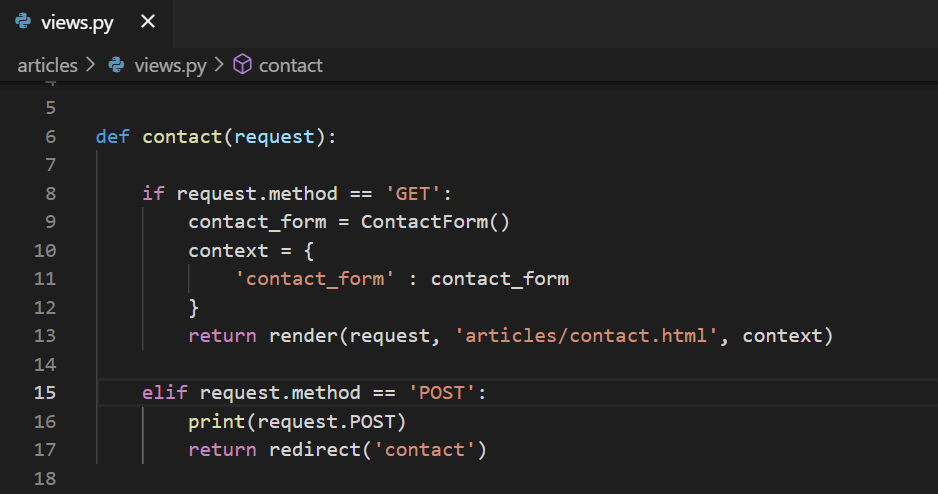 views.py ×
articles > views.py > contact
5
6 def contact(request):
7
8     if request.method == 'GET':
9         contact_form = ContactForm()
10         context = {
11             'contact_form' : contact_form
12         }
13         return render(request, 'articles/contact.html', context)
14
15     elif request.method == 'POST':
16         print(request.POST)
17         return redirect('contact')
18